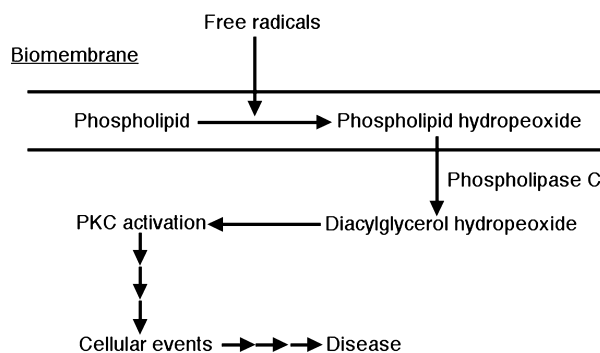 Free radicals
Biomembrane
Phospholipid
Phospholipid hydropeoxide
Phospholipase C
PKC activation
Diacylglycerol hydropeoxide
Cellular events
Disease